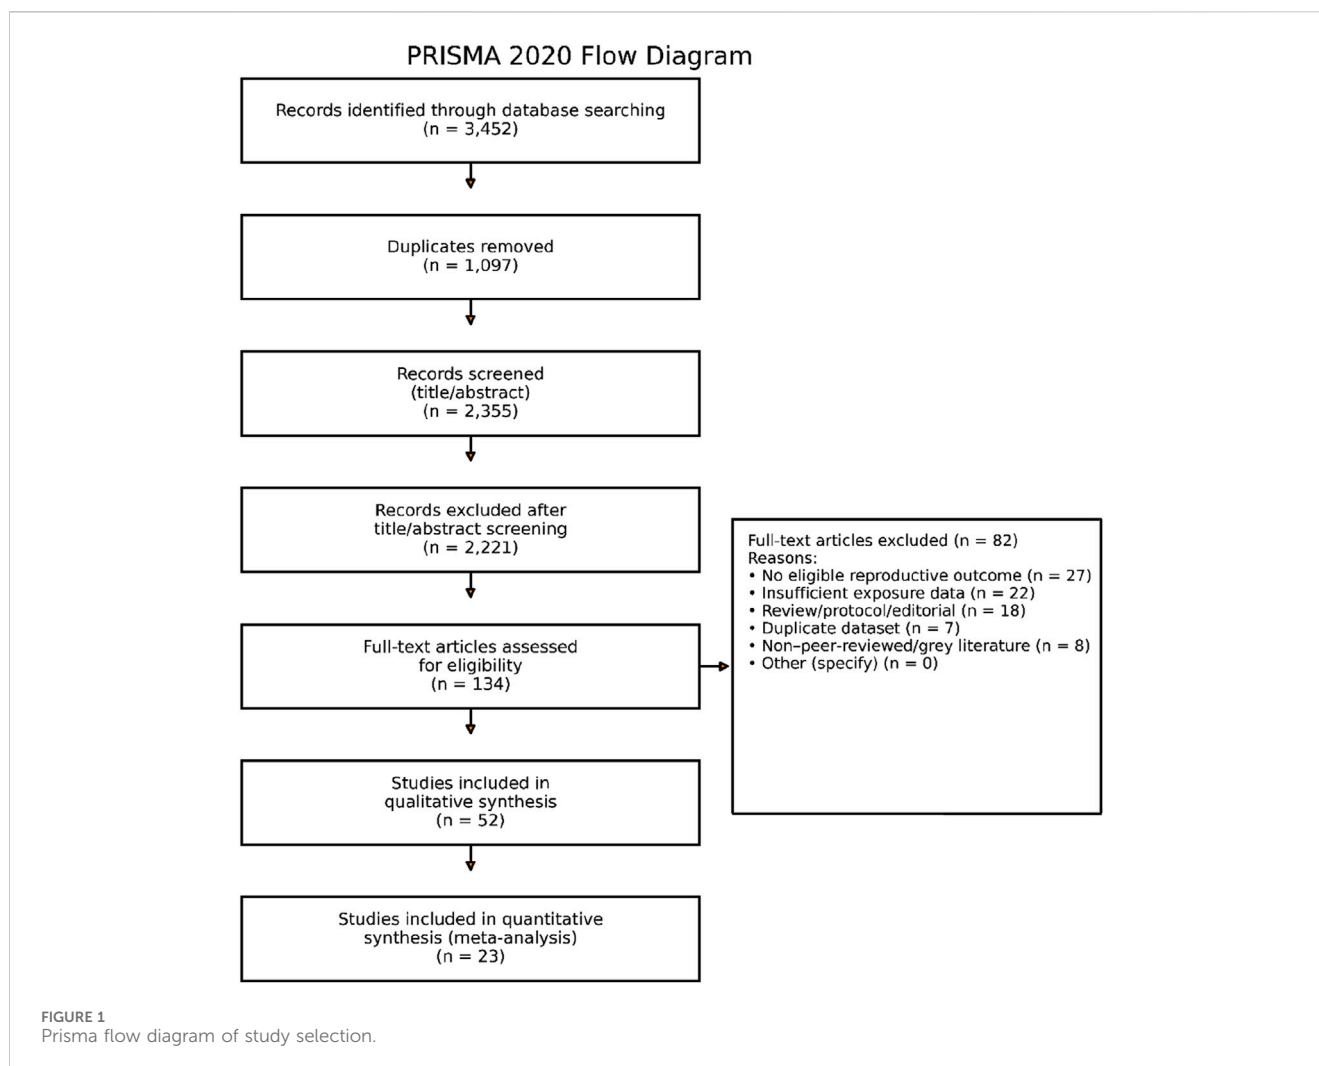 PRISMA 2020 Flow Diagram
Records identified through database searching
(n = 3,452)
Duplicates removed
(n = 1,097)
Records screened
(title/abstract)
(n = 2,355)
Records excluded after
title/abstract screening
(n = 2,221)
Full-text articles assessed
for eligibility
(n = 134)
Full-text articles excluded (n = 82)
Reasons:
• No eligible reproductive outcome (n = 27)
• Insufficient exposure data (n = 22)
• Review/protocol/editorial (n = 18)
• Duplicate dataset (n = 7)
• Non–peer-reviewed/grey literature (n = 8)
• Other (specify) (n = 0)
Studies included in
qualitative synthesis
(n = 52)
Studies included in quantitative
synthesis (meta-analysis)
(n = 23)
FIGURE 1
Prisma flow diagram of study selection.